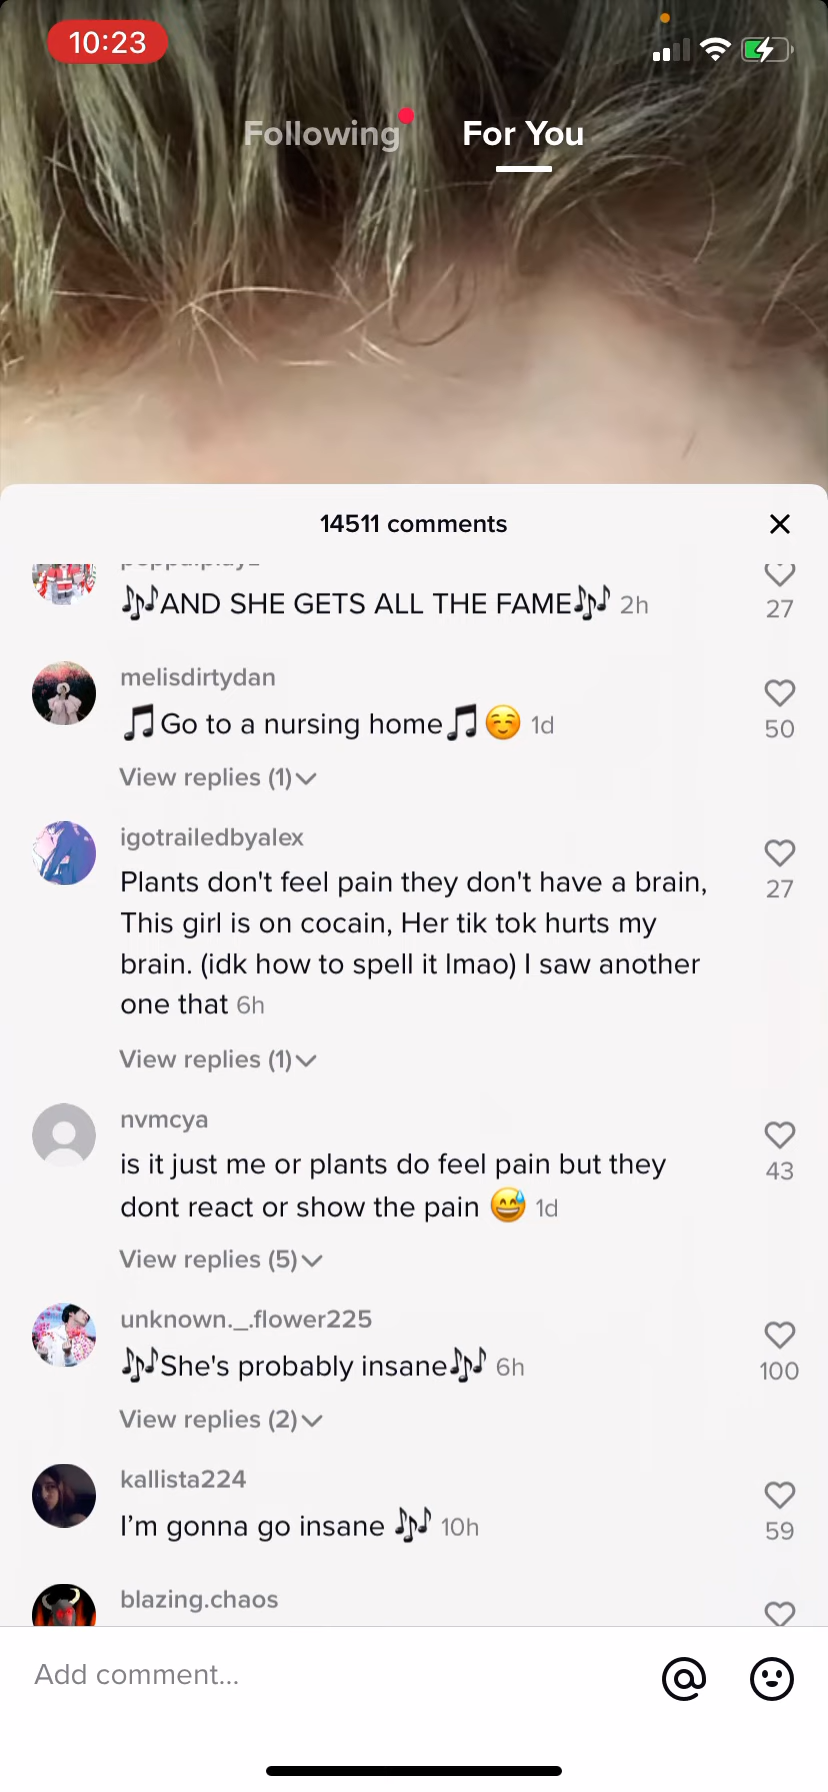 10:23
Following For You
14511 comments
🎶AND SHE GETS ALL THE FAME🎶 2h
27
melisdirtydan
🎵Go to a nursing home🎵☺️ 1d
50
View replies (1)
igotrailedbyalex
Plants don't feel pain they don't have a brain,
27
This girl is on cocain, Her tik tok hurts my
brain. (idk how to spell it lmao) I saw another
one that 6h
View replies (1)
nvmcya
is it just me or plants do feel pain but they
43
dont react or show the pain 😅 1d
View replies (5)
unknown._.flower225
🎶She's probably insane🎶 6h
100
View replies (2)
kallista224
I'm gonna go insane 🎶 10h
59
blazing.chaos
Add comment...